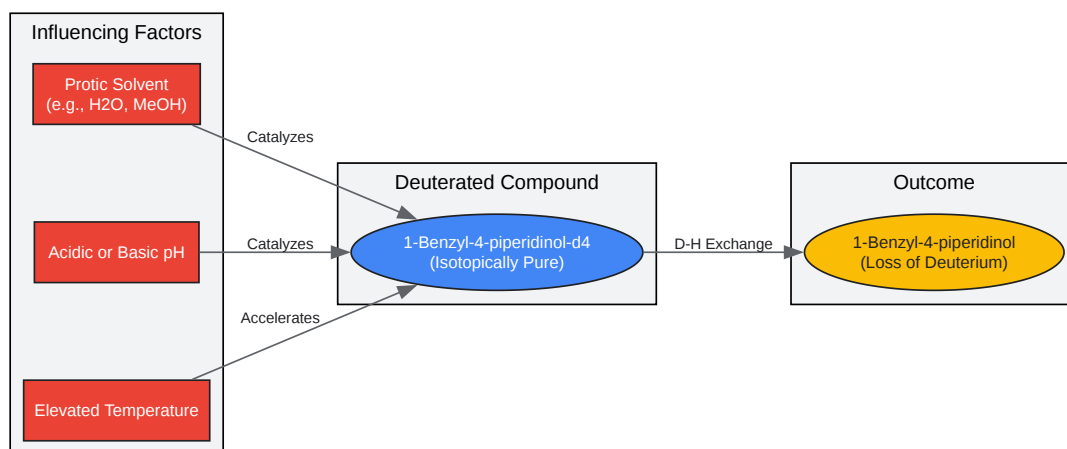 Influencing Factors
Protic Solvent
(e.g., H2O, MeOH)
Catalyzes
Deuterated Compound
Outcome
Acidic or Basic pH
Catalyzes
1-Benzyl-4-piperidinol-d4
(Isotopically Pure)
D-H Exchange
1-Benzyl-4-piperidinol
(Loss of Deuterium)
Accelerates
Elevated Temperature